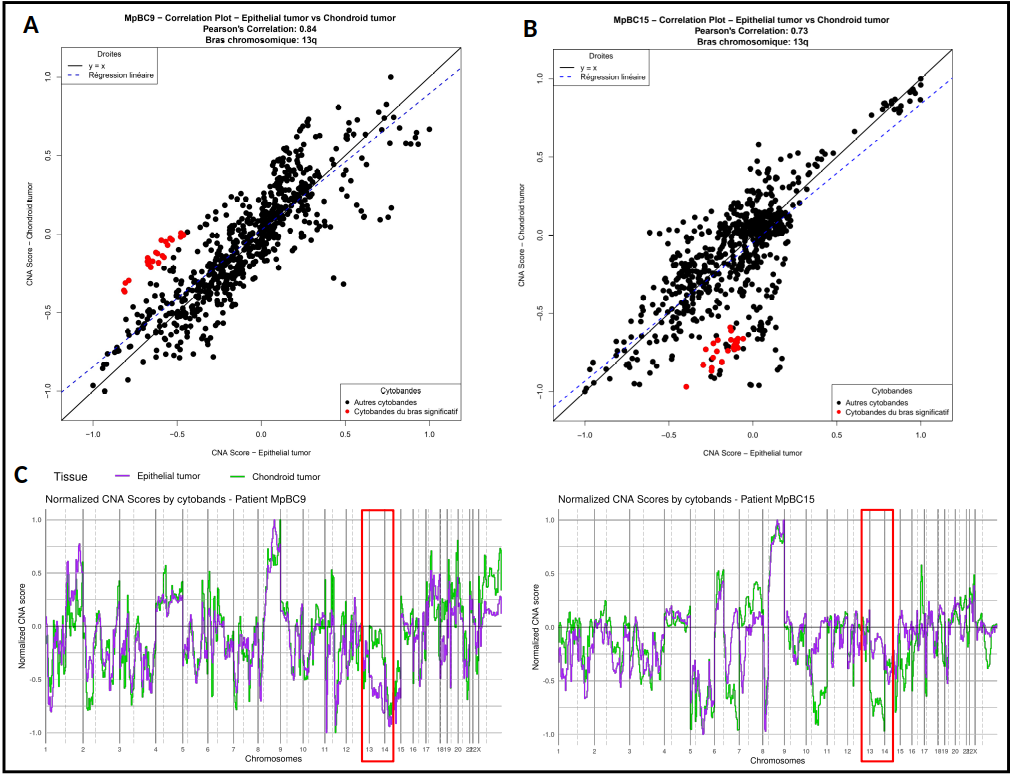 A
MpBC9 – Correlation Plot – Epithelial tumor vs Chondroid tumor
Pearson's Correlation: 0.84
Bras chromosomique: 13q
Droites
y = x
Régression linéaire
1.0
0.5
0.0
−0.5
−1.0
CNA Score – Chondroid tumor
Cytobandes
Autres cytobandes
Cytobandes du bras significatif
−1.0 −0.5 0.0 0.5 1.0
CNA Score – Epithelial tumor
B
MpBC15 – Correlation Plot – Epithelial tumor vs Chondroid tumor
Pearson's Correlation: 0.73
Bras chromosomique: 13q
Droites
y = x
Régression linéaire
1.0
0.5
0.0
−0.5
−1.0
CNA Score – Chondroid tumor
Cytobandes
Autres cytobandes
Cytobandes du bras significatif
−1.0 −0.5 0.0 0.5 1.0
CNA Score – Epithelial tumor
C
Tissue Epithelial tumor Chondroid tumor
Normalized CNA Scores by cytobands - Patient MpBC9
1.0
0.5
0.0
-0.5
-1.0
Normalized CNA score
1 2 3 4 5 6 7 8 9 10 11 12 13 14 15 16 17 1819 20 2122X
Chromosomes
Normalized CNA Scores by cytobands - Patient MpBC15
1.0
0.5
0.0
-0.5
-1.0
Normalized CNA score
1 2 3 4 5 6 7 8 9 10 11 12 13 14 15 16 17 1819 20 2122X
Chromosomes